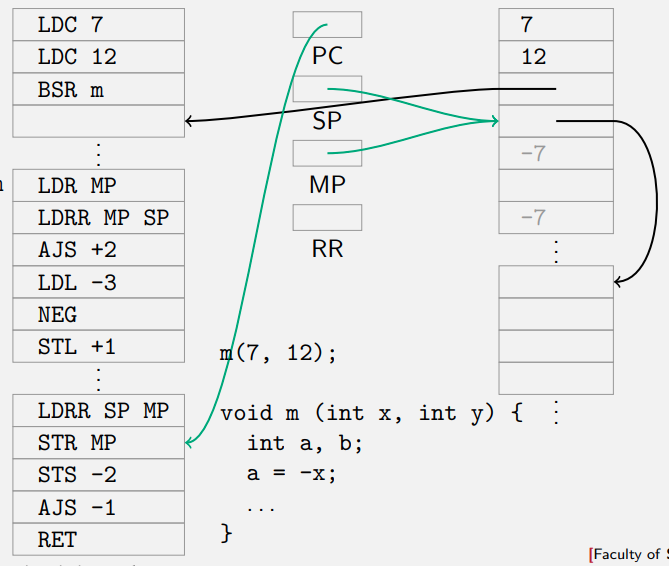 LDC 7
LDC 12
BSR m
⋮
n
LDR MP
LDRR MP SP
AJS +2
LDL -3
NEG
STL +1
⋮
LDRR SP MP
STR MP
STS -2
AJS -1
RET
PC
SP
MP
RR
m(7, 12);
void m (int x, int y) {
int a, b;
a = -x;
...
}
7
12
-7
-7
⋮
⋮
[Faculty of S